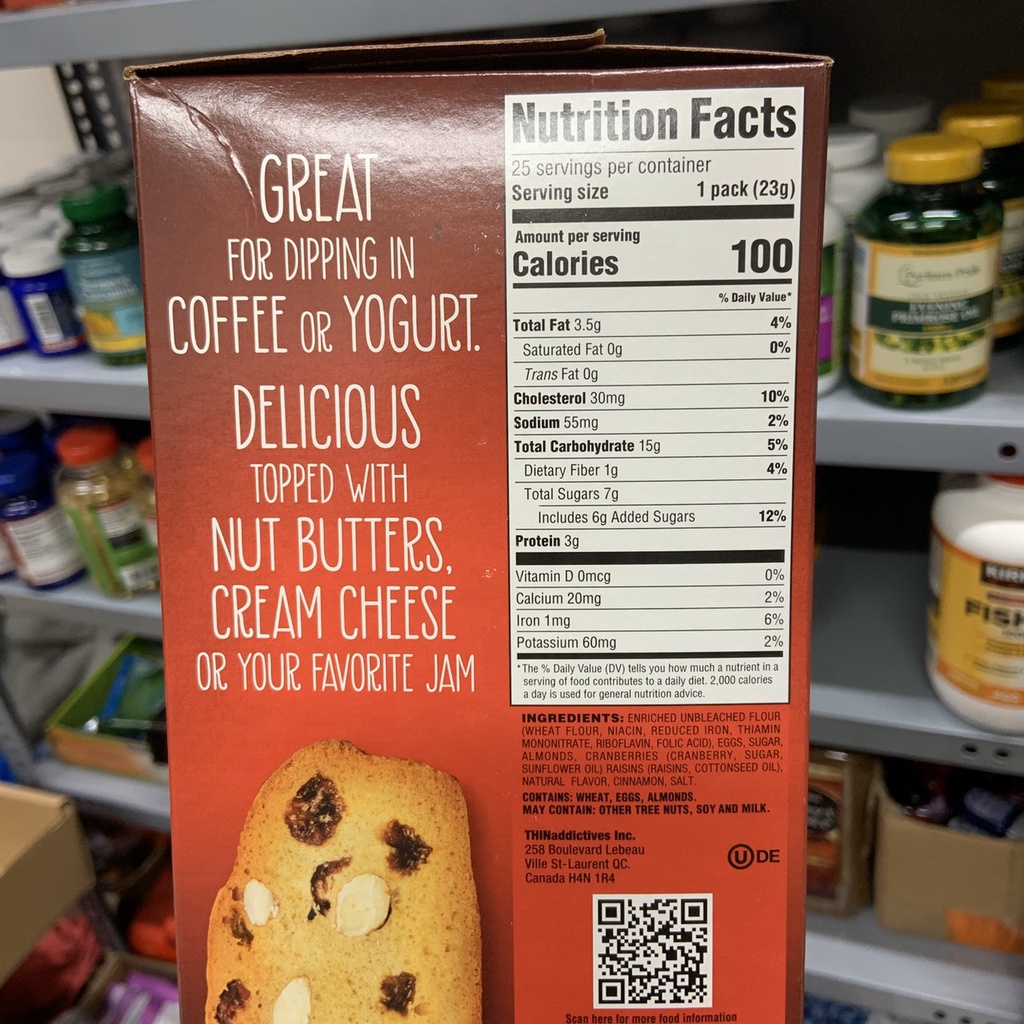 GREAT
FOR DIPPING IN
COFFEE OR YOGURT.
DELICIOUS
TOPPED WITH
NUT BUTTERS,
CREAM CHEESE
OR YOUR FAVORITE JAM
Nutrition Facts
25 servings per container
Serving size 1 pack (23g)
Amount per serving
Calories 100
% Daily Value*
Total Fat 3.5g 4%
Saturated Fat 0g 0%
Trans Fat 0g
Cholesterol 30mg 10%
Sodium 55mg 2%
Total Carbohydrate 15g 5%
Dietary Fiber 1g 4%
Total Sugars 7g
Includes 6g Added Sugars 12%
Protein 3g
Vitamin D 0mcg 0%
Calcium 20mg 2%
Iron 1mg 6%
Potassium 60mg 2%
*The % Daily Value (DV) tells you how much a nutrient in a
serving of food contributes to a daily diet. 2,000 calories
a day is used for general nutrition advice.
INGREDIENTS: ENRICHED UNBLEACHED FLOUR
(WHEAT FLOUR, NIACIN, REDUCED IRON, THIAMIN
MONONITRATE, RIBOFLAVIN, FOLIC ACID), EGGS, SUGAR,
ALMONDS, CRANBERRIES (CRANBERRY, SUGAR,
SUNFLOWER OIL) RAISINS (RAISINS, COTTONSEED OIL),
NATURAL FLAVOR, CINNAMON, SALT.
CONTAINS: WHEAT, EGGS, ALMONDS.
MAY CONTAIN: OTHER TREE NUTS, SOY AND MILK.
THINaddictives Inc.
258 Boulevard Lebeau
Ville St-Laurent QC.
Canada H4N 1R4
U DE
Scan here for more food information
EVENING
PRIMROSE OIL
KIRK
FISH